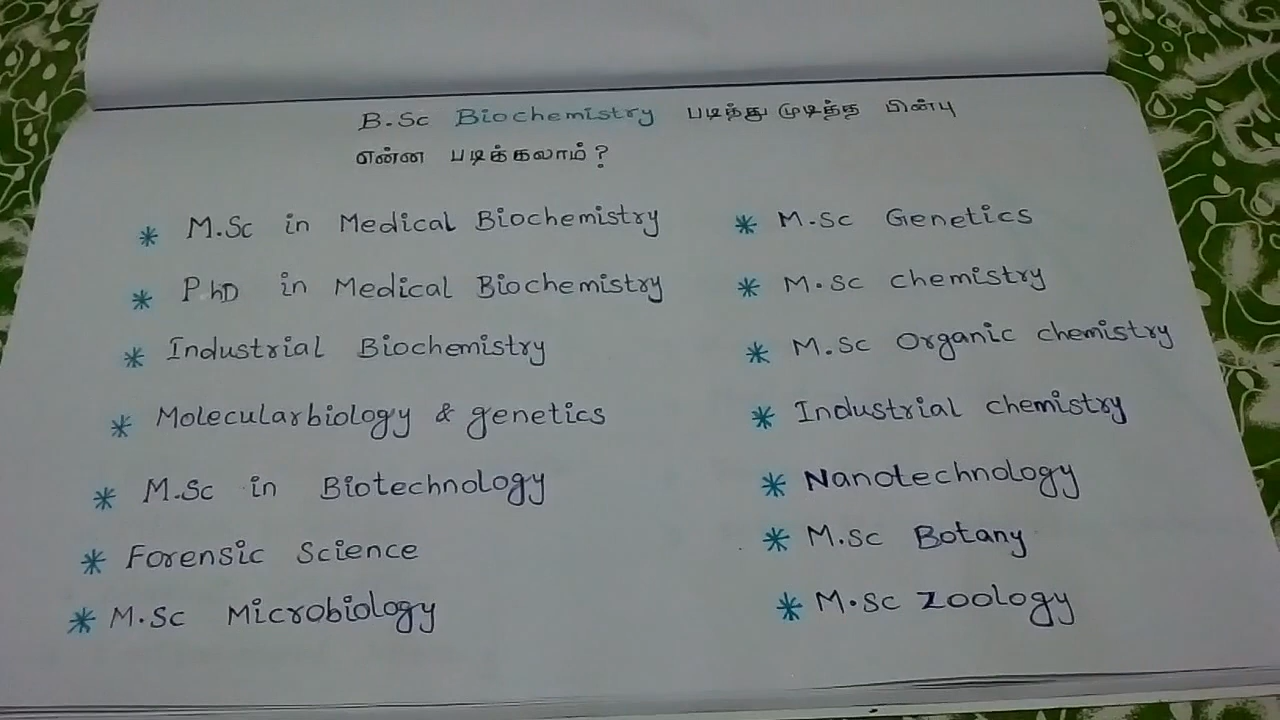 B.Sc Biochemistry படித்து முடித்த பின்பு
என்ன படிக்கலாம்?
* M.Sc in Medical Biochemistry
* PhD in Medical Biochemistry
* Industrial Biochemistry
* Molecularbiology & genetics
* M.Sc in Biotechnology
* Forensic Science
* M.Sc Microbiology
* M.Sc Genetics
* M.Sc chemistry
* M.Sc Organic chemistry
* Industrial chemistry
* Nanotechnology
* M.Sc Botany
* M.Sc Zoology